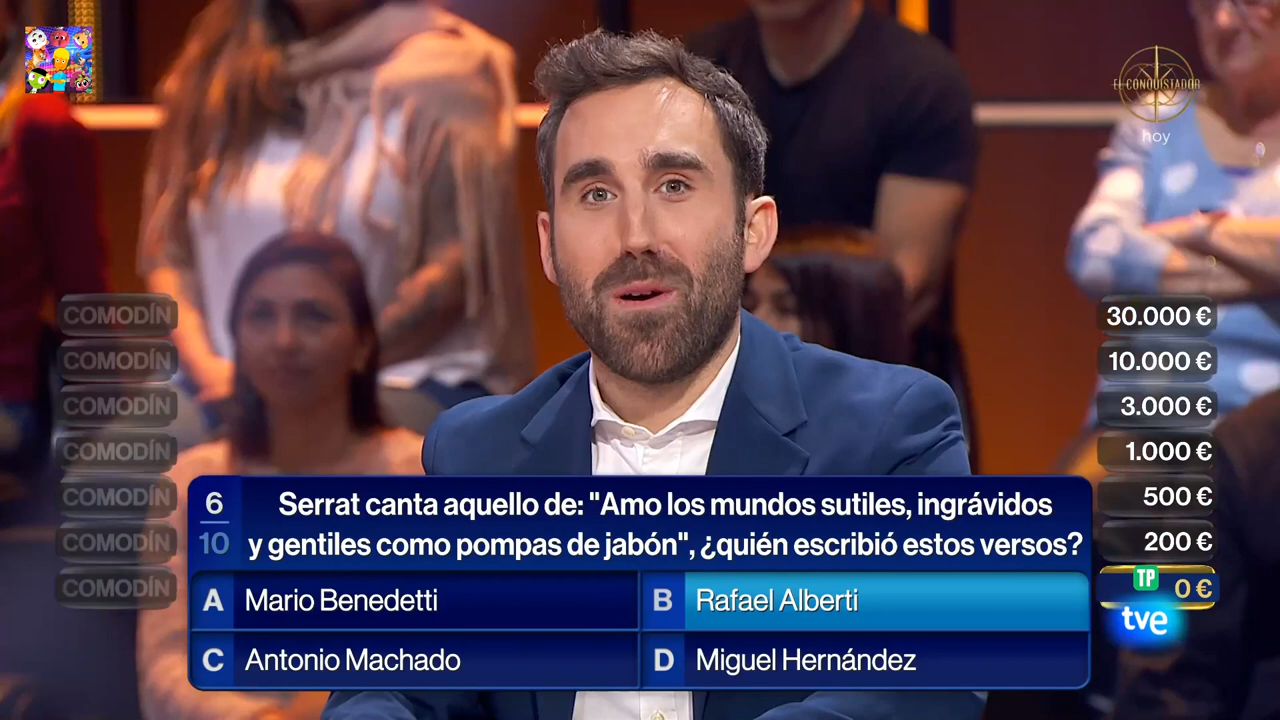 EL CONQUISTADOR
hoy
COMODÍN
COMODÍN
COMODÍN
COMODÍN
COMODÍN
COMODÍN
COMODÍN
30.000 €
10.000 €
3.000 €
1.000 €
500 €
200 €
0 €
TP
tve
6
10
Serrat canta aquello de: "Amo los mundos sutiles, ingrávidos
y gentiles como pompas de jabón", ¿quién escribió estos versos?
A Mario Benedetti
B Rafael Alberti
C Antonio Machado
D Miguel Hernández